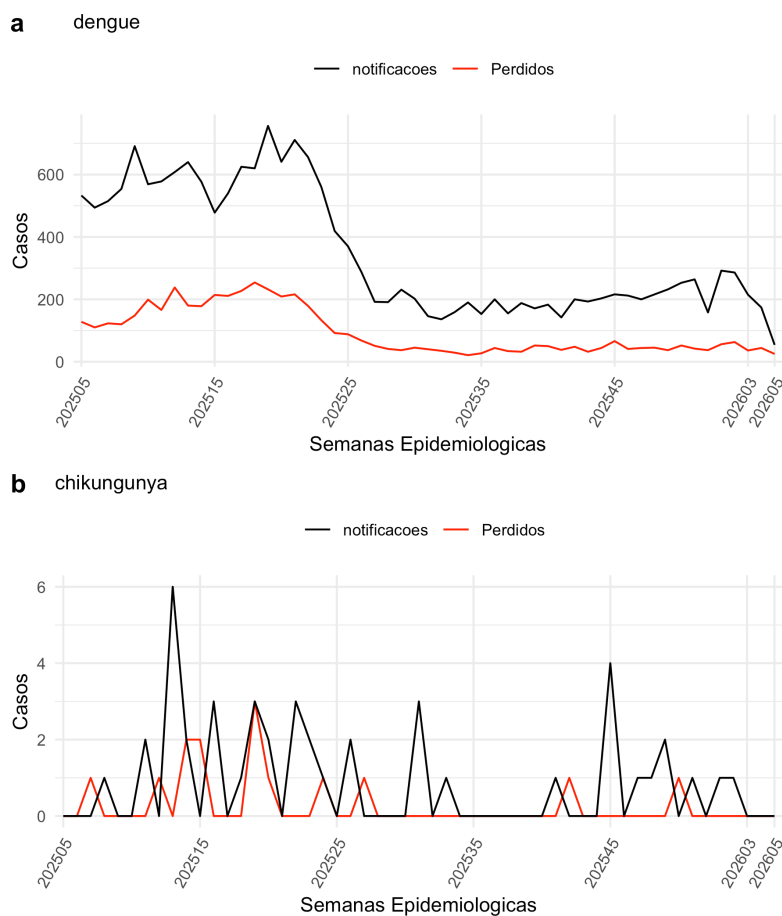 a dengue
notificacoes Perdidos
Casos
600
400
200
0
202505 202515 202525 202535 202545 202603 202605
Semanas Epidemiologicas
b chikungunya
notificacoes Perdidos
Casos
6
4
2
0
202505 202515 202525 202535 202545 202603 202605
Semanas Epidemiologicas